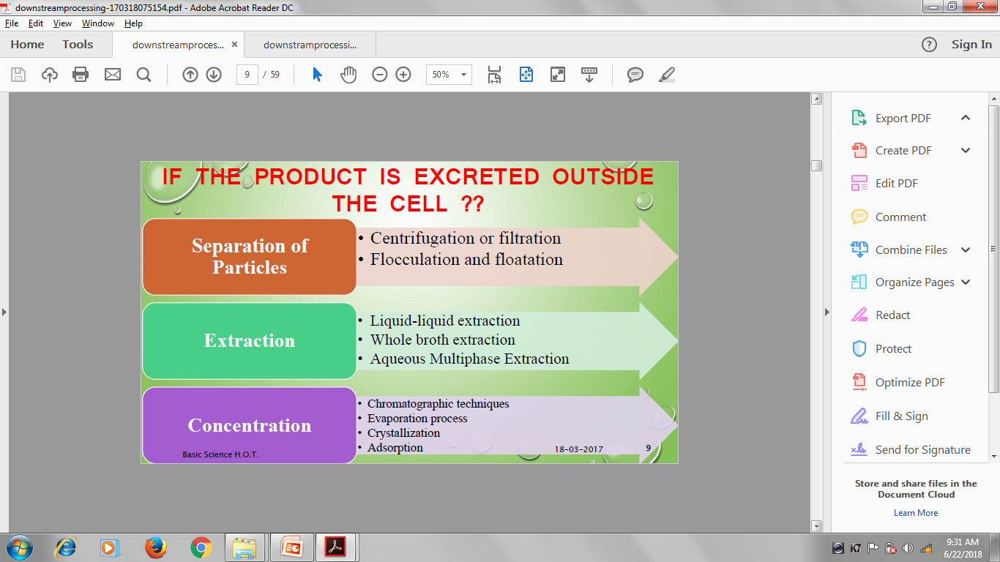 downstreamprocessing-170318075154.pdf - Adobe Acrobat Reader DC
File Edit View Window Help
Home Tools downstreamproces... × downstramprocessi... ? Sign In
9 / 59 50%
Export PDF
Create PDF
Edit PDF
Comment
Combine Files
Organize Pages
Redact
Protect
Optimize PDF
Fill & Sign
Send for Signature
Store and share files in the
Document Cloud
Learn More
IF THE PRODUCT IS EXCRETED OUTSIDE
THE CELL ??
Separation of
Particles
• Centrifugation or filtration
• Flocculation and floatation
Extraction
• Liquid-liquid extraction
• Whole broth extraction
• Aqueous Multiphase Extraction
Concentration
• Chromatographic techniques
• Evaporation process
• Crystallization
• Adsorption
Basic Science H.O.T. 18-03-2017 9
K7 9:31 AM
6/22/2018